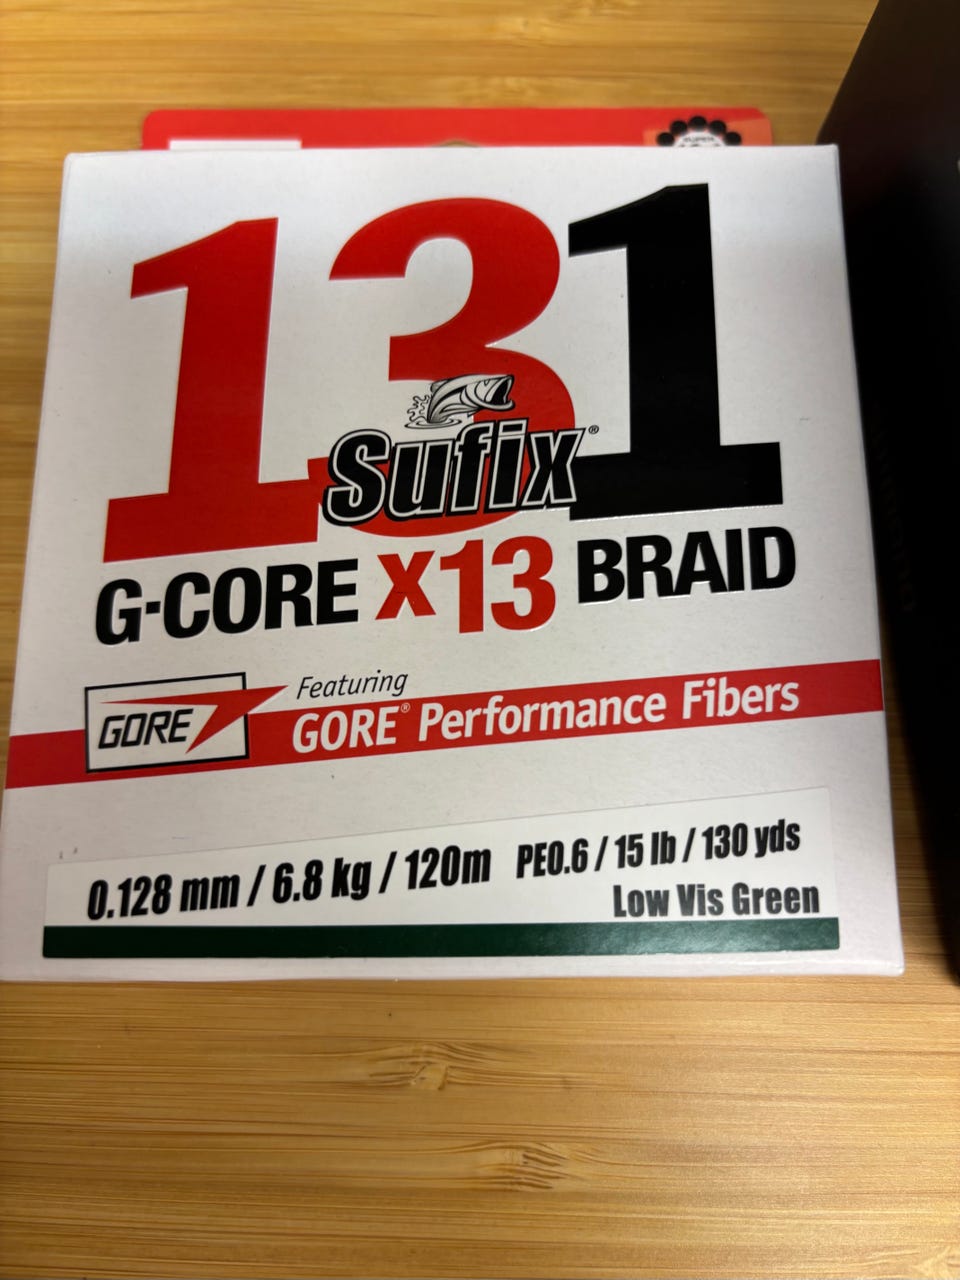 SUPER
131
Sufix®
G-CORE X13 BRAID
GORE
Featuring
GORE® Performance Fibers
0.128 mm / 6.8 kg / 120m PE0.6 / 15 lb / 130 yds
Low Vis Green